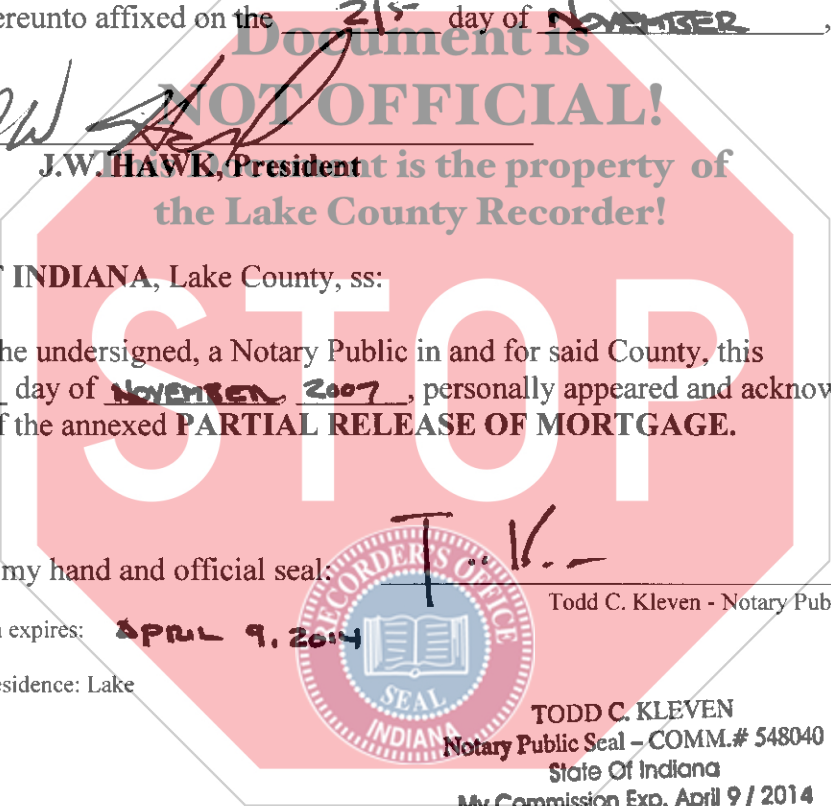 ereunto affixed on the 21st day of NOVEMBER,
Document is
NOT OFFICIAL!
J.W. HAWK, President
This Document is the property of
the Lake County Recorder!
INDIANA, Lake County, ss:
STOP
he undersigned, a Notary Public in and for said County, this
day of NOVEMBER, 2007, personally appeared and acknow
f the annexed PARTIAL RELEASE OF MORTGAGE.
my hand and official seal:
Todd C. Kleven - Notary Pub
expires: APRIL 9, 2014
esidence: Lake
RECORDER'S OFFICE
SEAL
INDIANA
TODD C. KLEVEN
Notary Public Seal – COMM.# 548040
State Of Indiana
My Commission Exp. April 9 / 2014